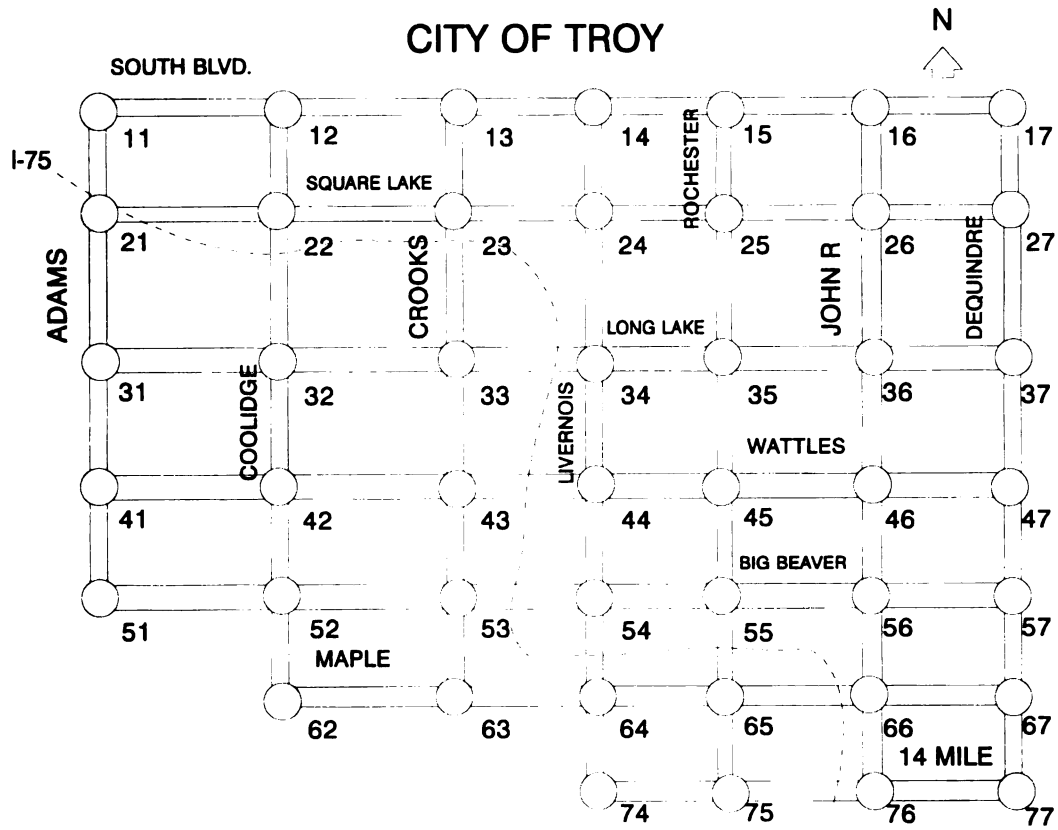 CITY OF TROY
N
SOUTH BLVD.
11 12 13 14 15 16 17
ROCHESTER
I-75
SQUARE LAKE
21 22 23 24 25 26 27
ADAMS
CROOKS
JOHN R
DEQUINDRE
LONG LAKE
31 32 33 34 35 36 37
COOLIDGE
LIVERNOIS
WATTLES
41 42 43 44 45 46 47
BIG BEAVER
51 52 53 54 55 56 57
MAPLE
62 63 64 65 66 67
14 MILE
74 75 76 77